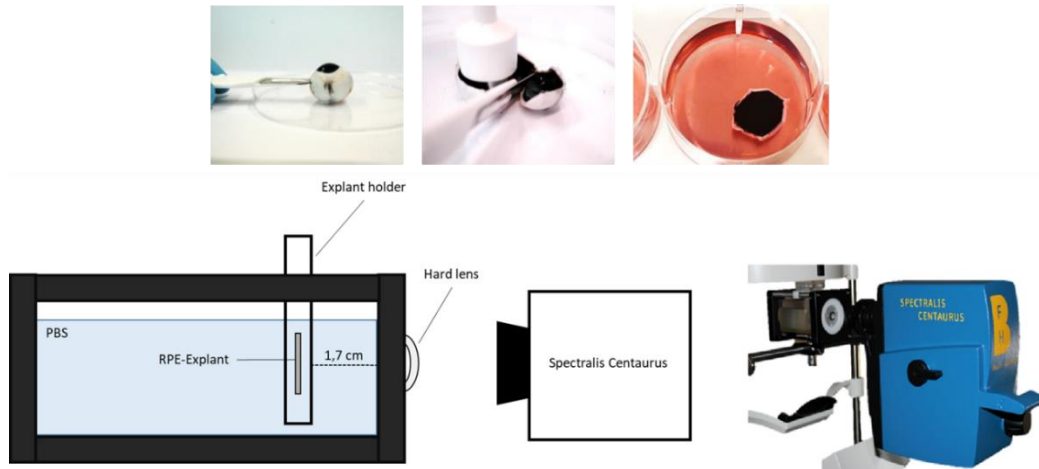 Explant holder
Hard lens
PBS
RPE-Explant
1,7 cm
Spectralis Centaurus
SPECTRALIS
CENTAURUS
F
B
H